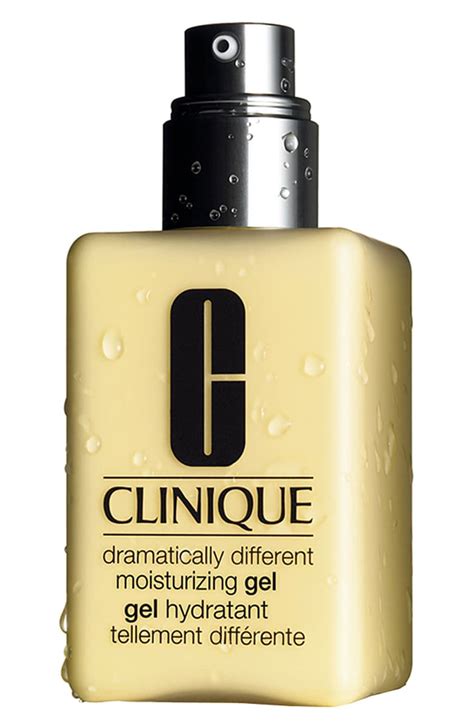 C
CLINIQUE
dramatically different
moisturizing gel
gel hydratant
tellement différente